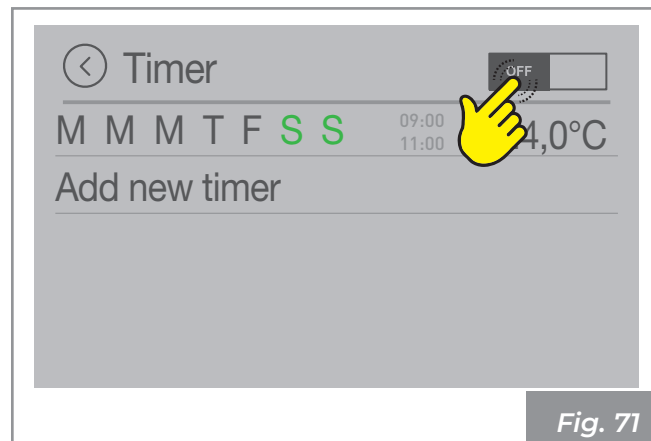 Timer OFF
M M M T F S S 09:00 4,0°C
11:00
Add new timer
Fig. 71